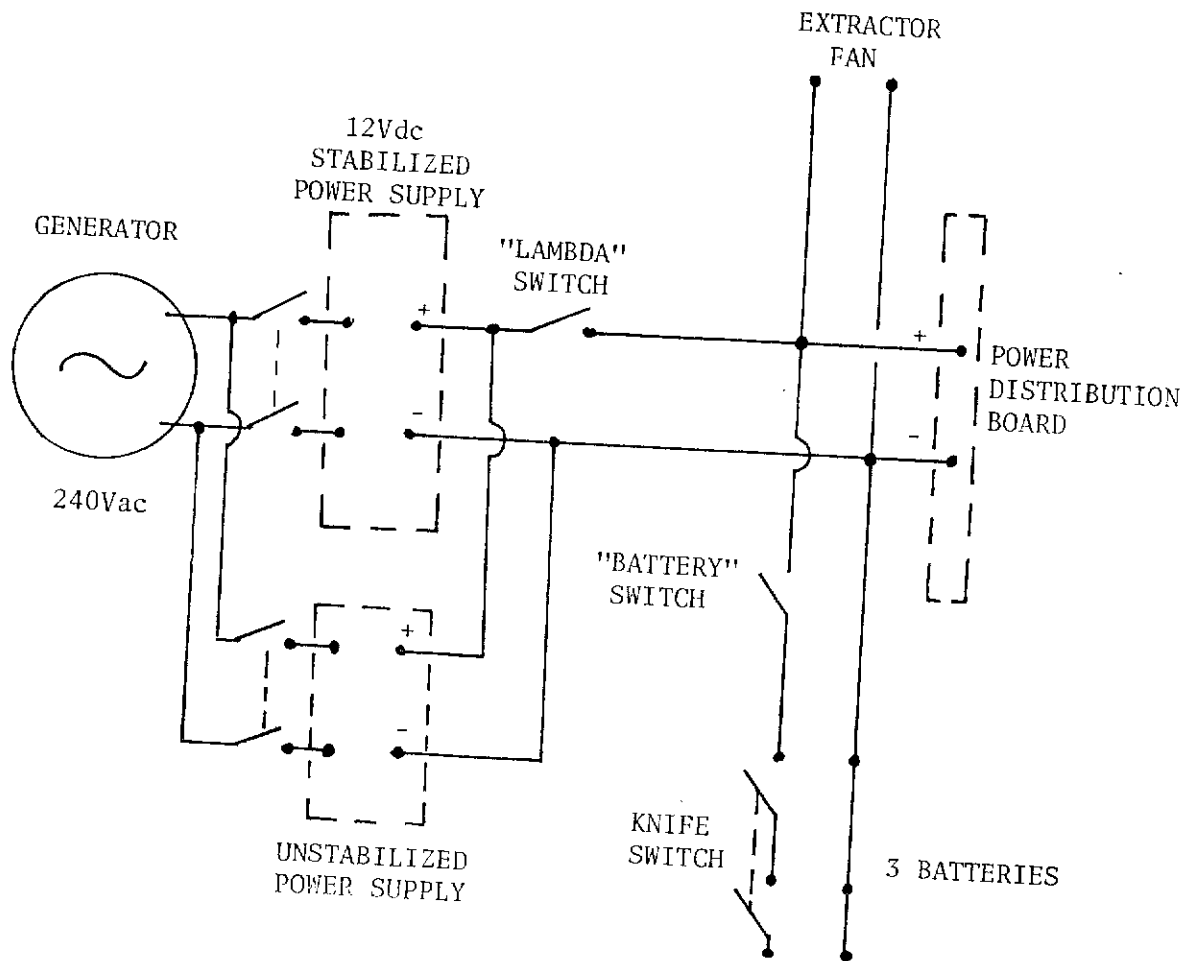 EXTRACTOR
FAN
12Vdc
STABILIZED
POWER SUPPLY
GENERATOR
"LAMBDA"
SWITCH
+
+
POWER
DISTRIBUTION
BOARD
-
-
240Vac
"BATTERY"
SWITCH
+
-
KNIFE
SWITCH
3 BATTERIES
UNSTABILIZED
POWER SUPPLY